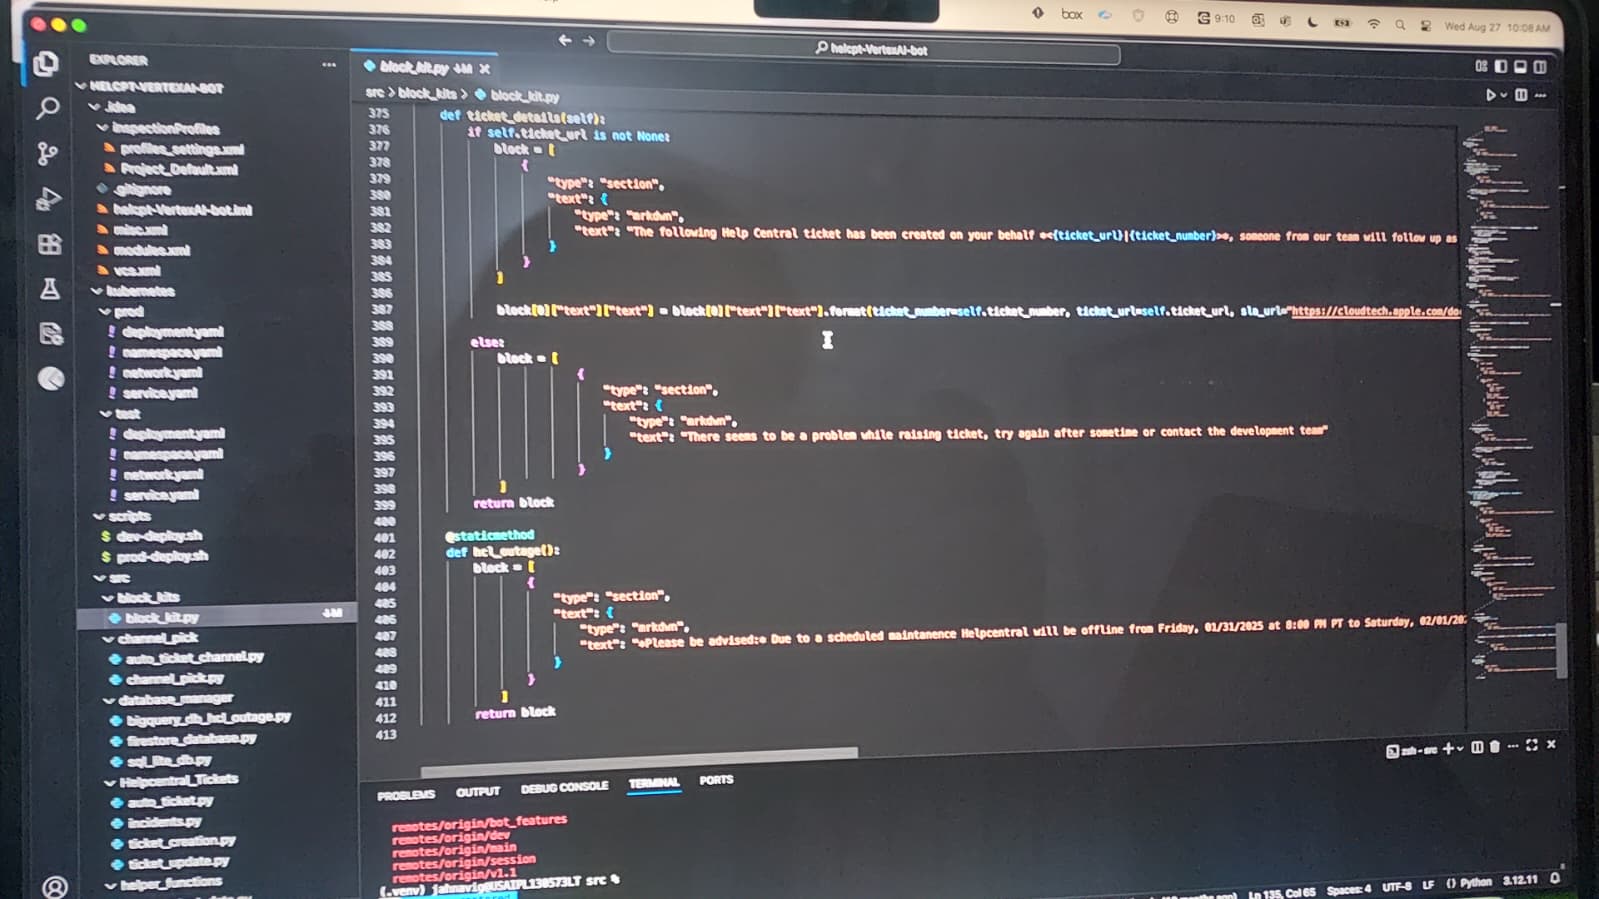 box
9:10
Wed Aug 27 10:08 AM
helcpt-VertexAI-bot
EXPLORER
HELCPT-VERTEXAI-BOT
.idea
inspectionProfiles
profiles_settings.xml
Project_Default.xml
.gitignore
helcpt-VertexAI-bot.iml
misc.xml
modules.xml
vcs.xml
kubernetes
prod
! deployment.yaml
! namespace.yaml
! network.yaml
! service.yaml
test
! deployment.yaml
! namespace.yaml
! network.yaml
! service.yaml
scripts
$ dev-deploy.sh
$ prod-deploy.sh
src
block_kits
block_kit.py
channel_pick
auto_ticket_channel.py
channel_pick.py
database_manager
bigquery_db_hcl_outage.py
firestore_database.py
sql_lite_db.py
Helpcentral_Tickets
auto_ticket.py
incidents.py
ticket_creation.py
ticket_update.py
helper_functions
block_kit.py
src > block_kits > block_kit.py
375 def ticket_details(self):
376 if self.ticket_url is not None:
377 block = [
378 {
379 "type": "section",
380 "text": {
381 "type": "mrkdwn",
382 "text": "The following Help Central ticket has been created on your behalf *<{ticket_url}|{ticket_number}>*, someone from our team will follow up as
383 }
384 }
385 ]
386
387 block[0]["text"]["text"] = block[0]["text"]["text"].format(ticket_number=self.ticket_number, ticket_url=self.ticket_url, sla_url="https://cloudtech.apple.com/do
388
389 else:
390 block = [
391 {
392 "type": "section",
393 "text": {
394 "type": "mrkdwn",
395 "text": "There seems to be a problem while raising ticket, try again after sometime or contact the development team"
396 }
397 }
398 ]
399 return block
400
401 @staticmethod
402 def hcl_outage():
403 block = [
404 {
405 "type": "section",
406 "text": {
407 "type": "mrkdwn",
408 "text": "*Please be advised:* Due to a scheduled maintanence Helpcentral will be offline from Friday, 01/31/2025 at 8:00 PM PT to Saturday, 02/01/20
409 }
410 }
411 ]
412 return block
413
PROBLEMS OUTPUT DEBUG CONSOLE TERMINAL PORTS
zsh - src
remotes/origin/bot_features
remotes/origin/dev
remotes/origin/main
remotes/origin/session
remotes/origin/v1.1
(.venv) jahnavig@USAIPL130573LT src %
Ln 135, Col 65 Spaces: 4 UTF-8 LF {} Python 3.12.11